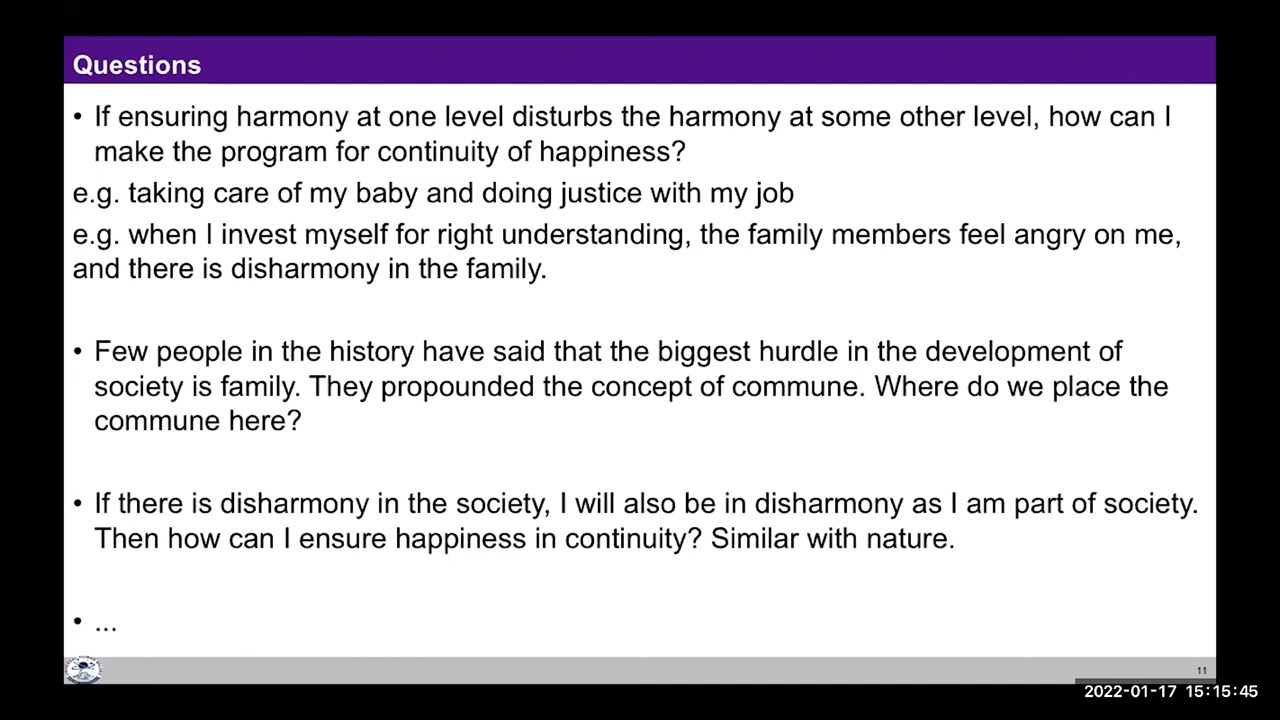 Questions
• If ensuring harmony at one level disturbs the harmony at some other level, how can I
make the program for continuity of happiness?
e.g. taking care of my baby and doing justice with my job
e.g. when I invest myself for right understanding, the family members feel angry on me,
and there is disharmony in the family.
• Few people in the history have said that the biggest hurdle in the development of
society is family. They propounded the concept of commune. Where do we place the
commune here?
• If there is disharmony in the society, I will also be in disharmony as I am part of society.
Then how can I ensure happiness in continuity? Similar with nature.
• ...
11
2022-01-17 15:15:45